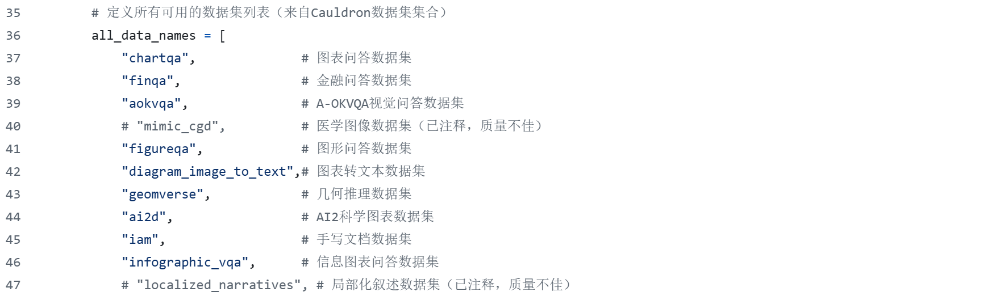 35 # 定义所有可用的数据集列表（来自Cauldron数据集集合）
36 all_data_names = [
37 "chartqa", # 图表问答数据集
38 "finqa", # 金融问答数据集
39 "aokvqa", # A-OKVQA视觉问答数据集
40 # "mimic_cgd", # 医学图像数据集（已注释，质量不佳）
41 "figureqa", # 图形问答数据集
42 "diagram_image_to_text",# 图表转文本数据集
43 "geomverse", # 几何推理数据集
44 "ai2d", # AI2科学图表数据集
45 "iam", # 手写文档数据集
46 "infographic_vqa", # 信息图表问答数据集
47 # "localized_narratives", # 局部化叙述数据集（已注释，质量不佳）